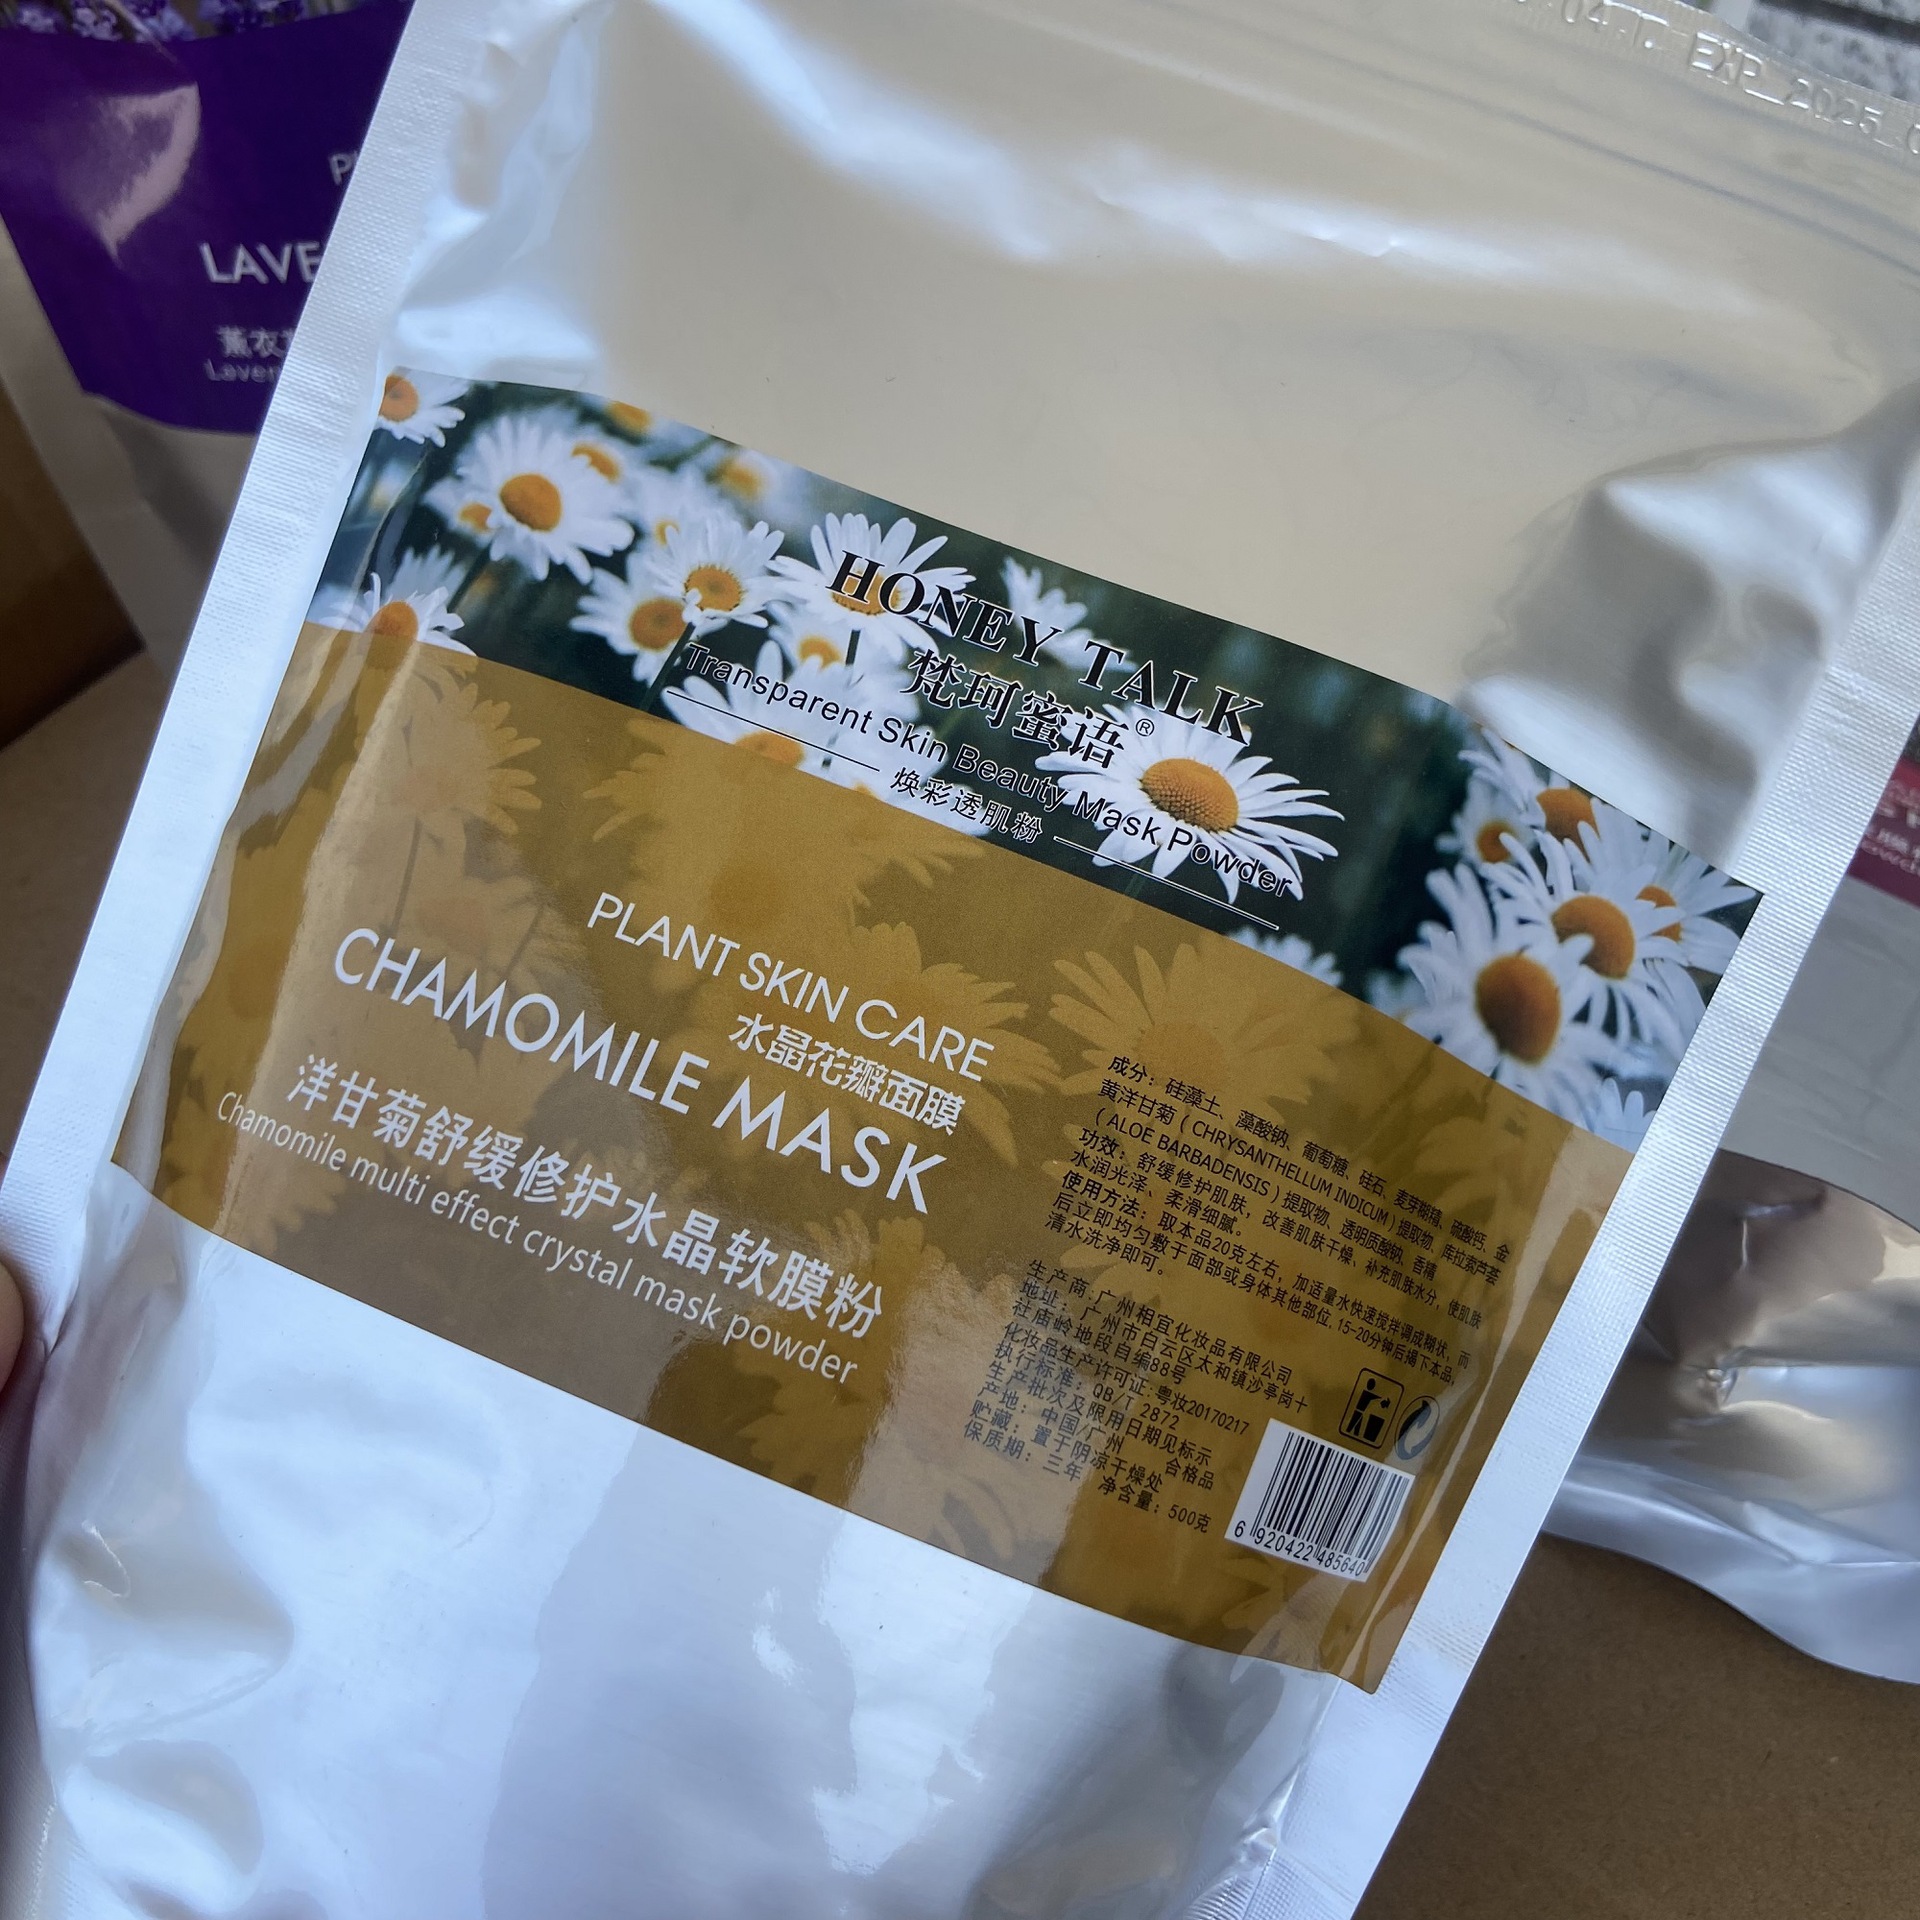 EXP 2025
LAVE
薰衣
Laven
HONEY TALK
梵珂蜜语®
Transparent Skin Beauty Mask Powder
焕彩透肌粉
PLANT SKIN CARE
水晶花瓣面膜
CHAMOMILE MASK
洋甘菊舒缓修护水晶软膜粉
Chamomile multi effect crystal mask powder
成分：硅藻土、藻酸钠、葡萄糖、硅石、麦芽糊精、硫酸钙、金
黄洋甘菊（CHRYSANTHELLUM INDICUM）提取物、库拉索芦荟
（ALOE BARBADENSIS）提取物、透明质酸钠、香精
功效：舒缓修护肌肤，改善肌肤干燥、补充肌肤水分，使肌肤
水润光泽、柔滑细腻。
使用方法：取本品20克左右，加适量水快速搅拌调成糊状，而
后立即均匀敷于面部或身体其他部位，15-20分钟后揭下本品，
清水洗净即可。
生产商：广州相宜化妆品有限公司
地址：广州市白云区太和镇沙亭岗十
社庙岭地段自编88号
化妆品生产许可证：粤妆20170217
执行标准：QB/T 2872
生产批次及限用日期见标示
产地：中国/广州 合格品
贮藏：置于阴凉干燥处
保质期：三年 净含量：500克
6 920422 485640